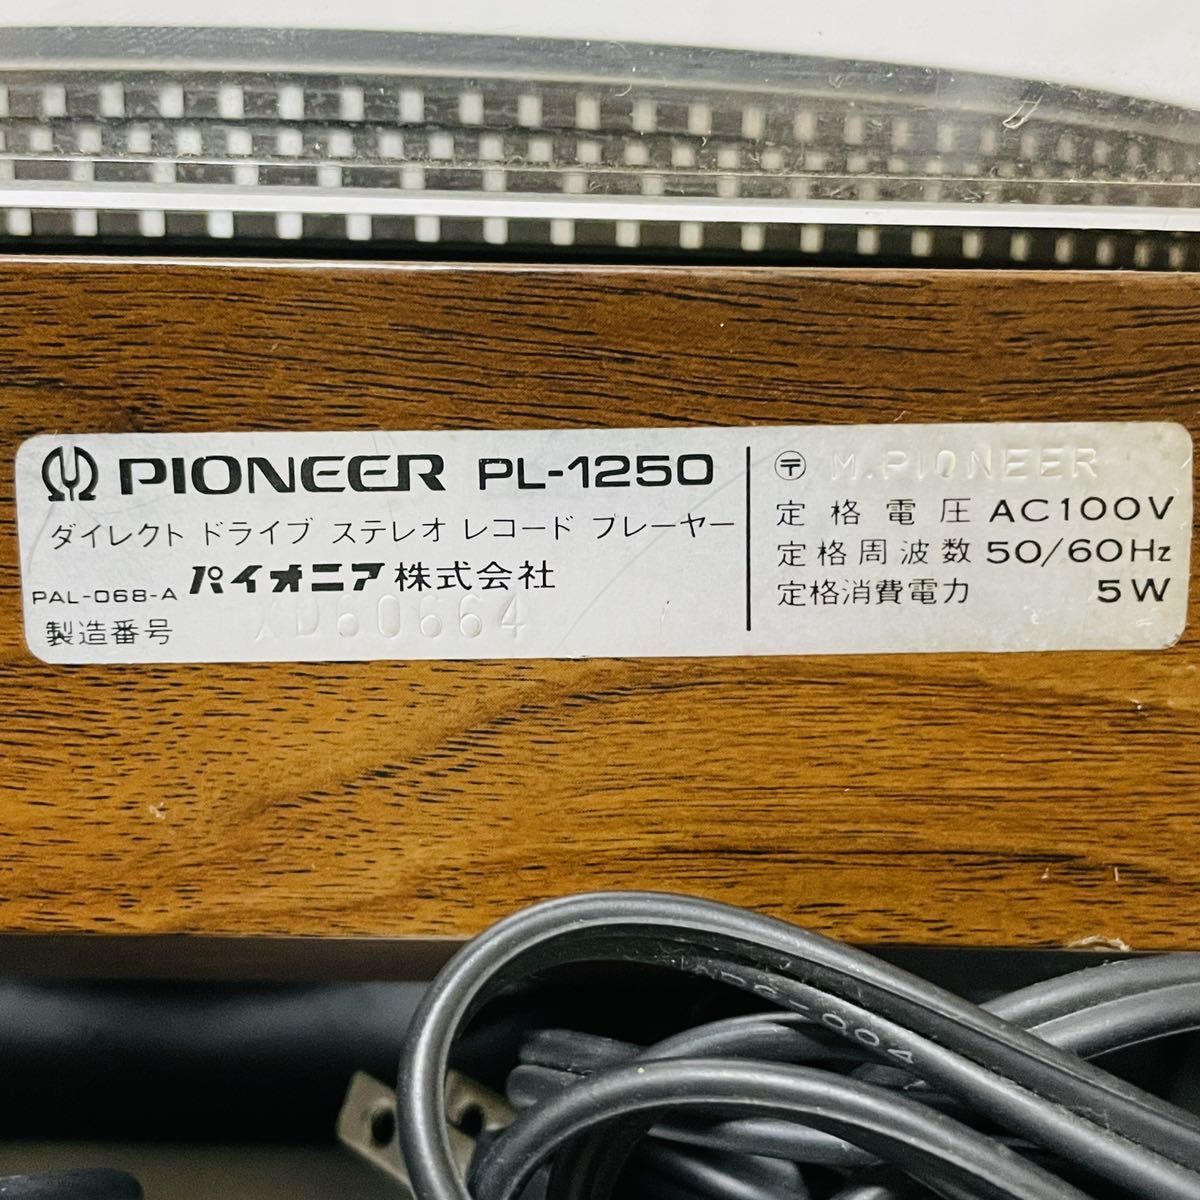 PIONEER PL-1250
ダイレクト ドライブ ステレオ レコード プレーヤー
パイオニア株式会社
PAL-068-A
製造番号 XD60664
〒 M.PIONEER
定格電圧 AC100V
定格周波数 50/60Hz
定格消費電力 5W